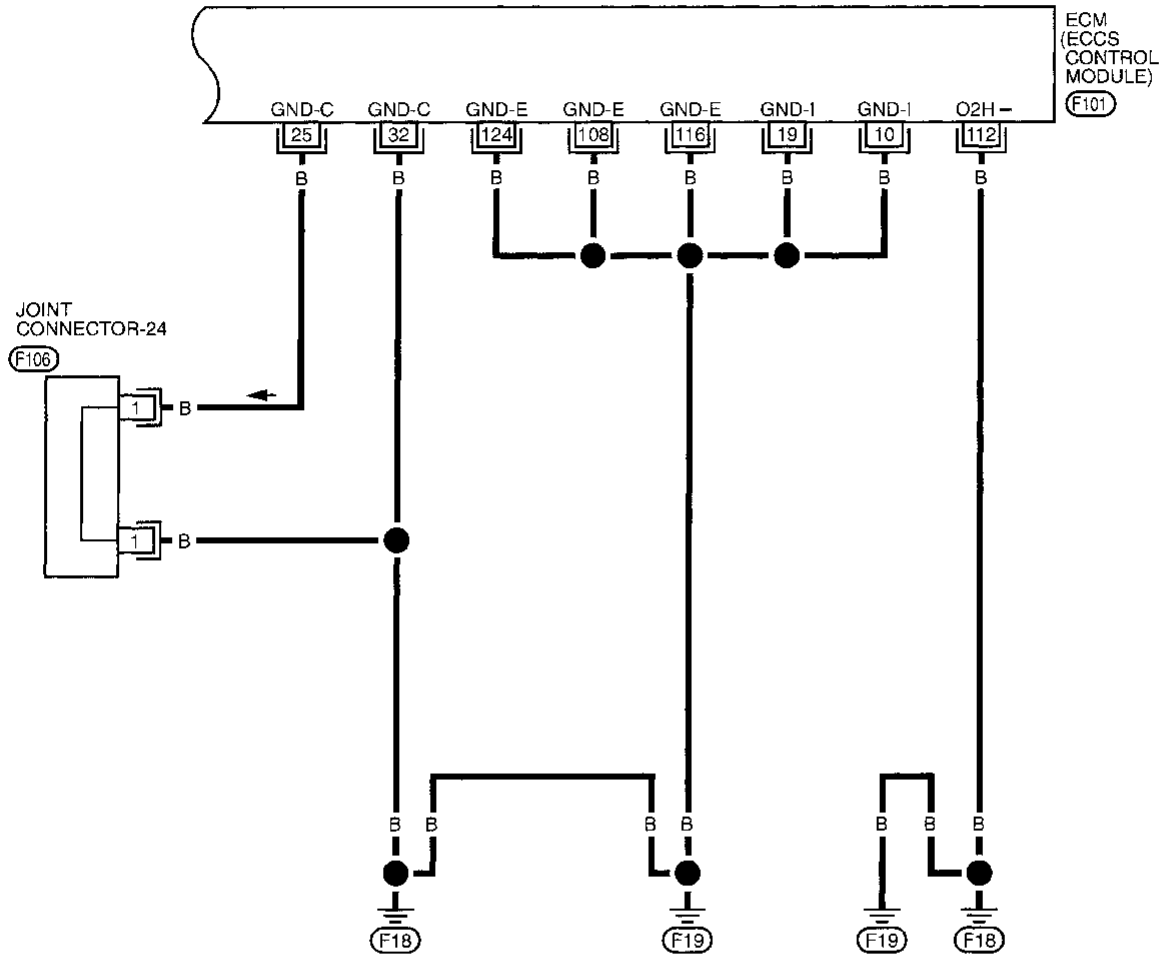 ECM
(ECCS
CONTROL
MODULE)
F101
GND-C GND-C GND-E GND-E GND-E GND-I GND-I O2H–
25 32 124 108 116 19 10 112
B B B B B B B B
JOINT
CONNECTOR-24
F106
1 B
1 B
B B B B B B B
F18 F19 F19 F18